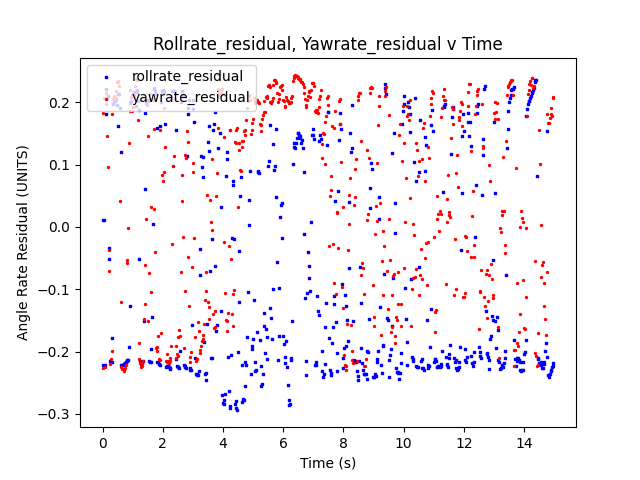 Rollrate_residual, Yawrate_residual v Time
rollrate_residual
yawrate_residual
Angle Rate Residual (UNITS)
0.2
0.1
0.0
−0.1
−0.2
−0.3
0 2 4 6 8 10 12 14
Time (s)